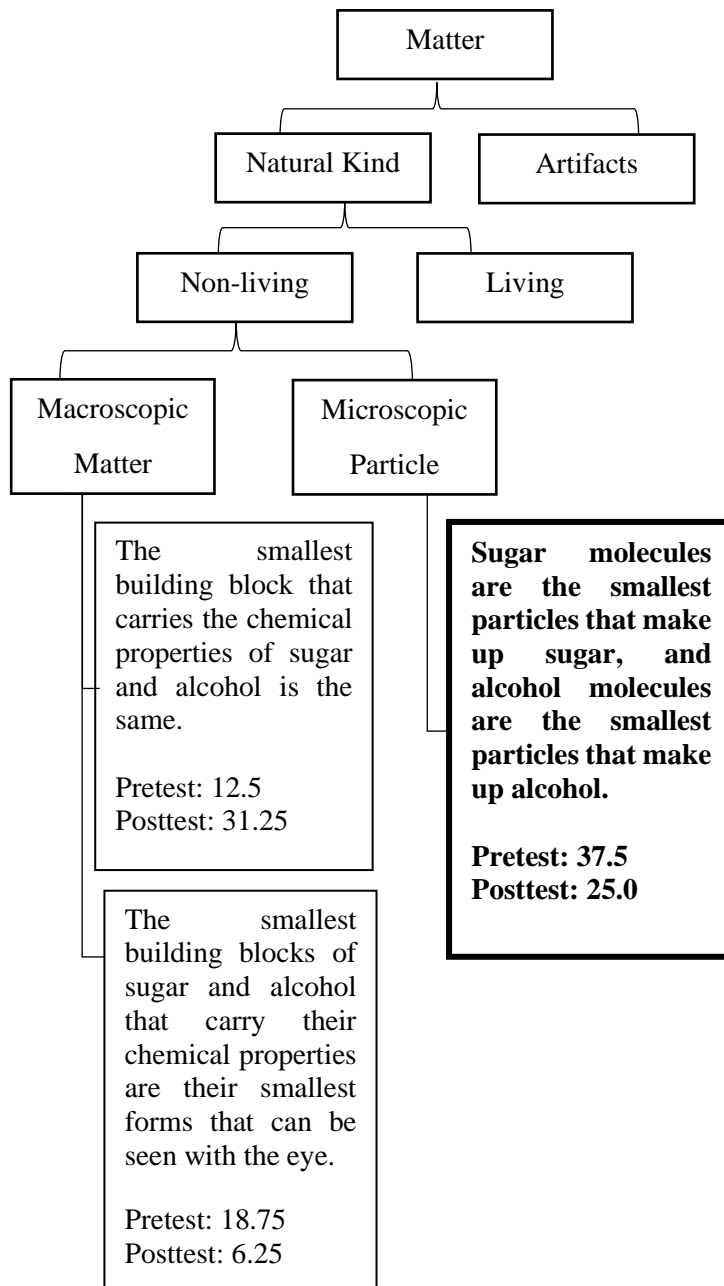 Matter
Natural Kind
Artifacts
Non-living
Living
Macroscopic
Matter
Microscopic
Particle
The smallest
building block that
carries the chemical
properties of sugar
and alcohol is the
same.
Pretest: 12.5
Posttest: 31.25
Sugar molecules
are the smallest
particles that make
up sugar, and
alcohol molecules
are the smallest
particles that make
up alcohol.
Pretest: 37.5
Posttest: 25.0
The smallest
building blocks of
sugar and alcohol
that carry their
chemical properties
are their smallest
forms that can be
seen with the eye.
Pretest: 18.75
Posttest: 6.25